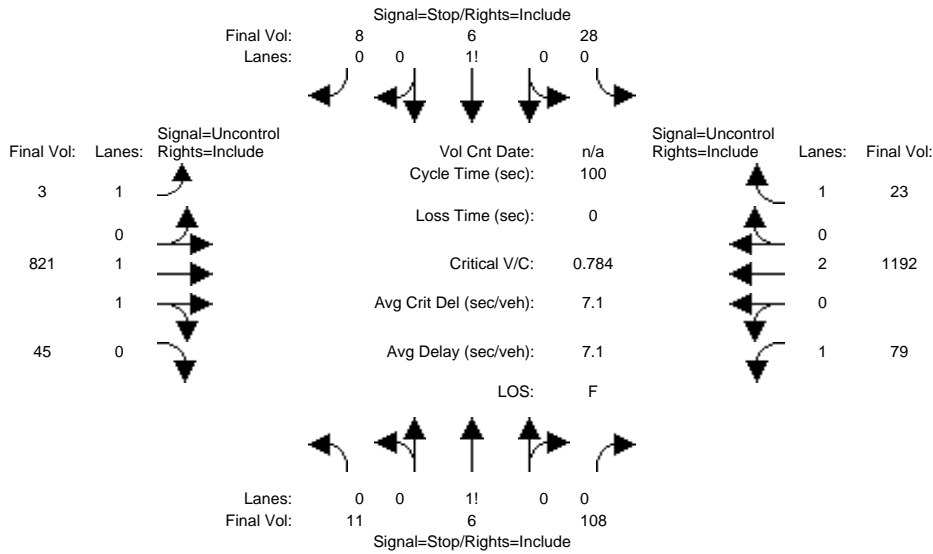 Signal=Stop/Rights=Include
Final Vol: 8 6 28
Lanes: 0 0 1! 0 0
Signal=Uncontrol Signal=Uncontrol
Final Vol: Lanes: Rights=Include Vol Cnt Date: n/a Rights=Include Lanes: Final Vol:
Cycle Time (sec): 100
3 1 1 23
Loss Time (sec): 0
0 0
821 1 Critical V/C: 0.784 2 1192
1 Avg Crit Del (sec/veh): 7.1 0
45 0 Avg Delay (sec/veh): 7.1 1 79
LOS: F
Lanes: 0 0 1! 0 0
Final Vol: 11 6 108
Signal=Stop/Rights=Include